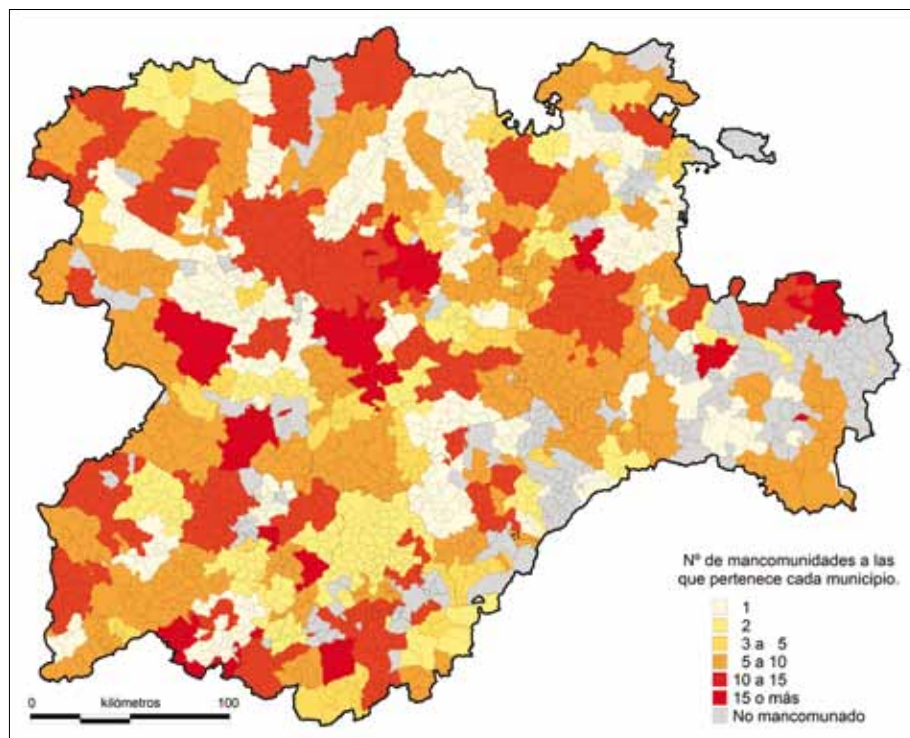 Nº de mancomunidades a las
que pertenece cada municipio.
1
2
3 a 5
5 a 10
10 a 15
15 o más
No mancomunado
0 kilómetros 100